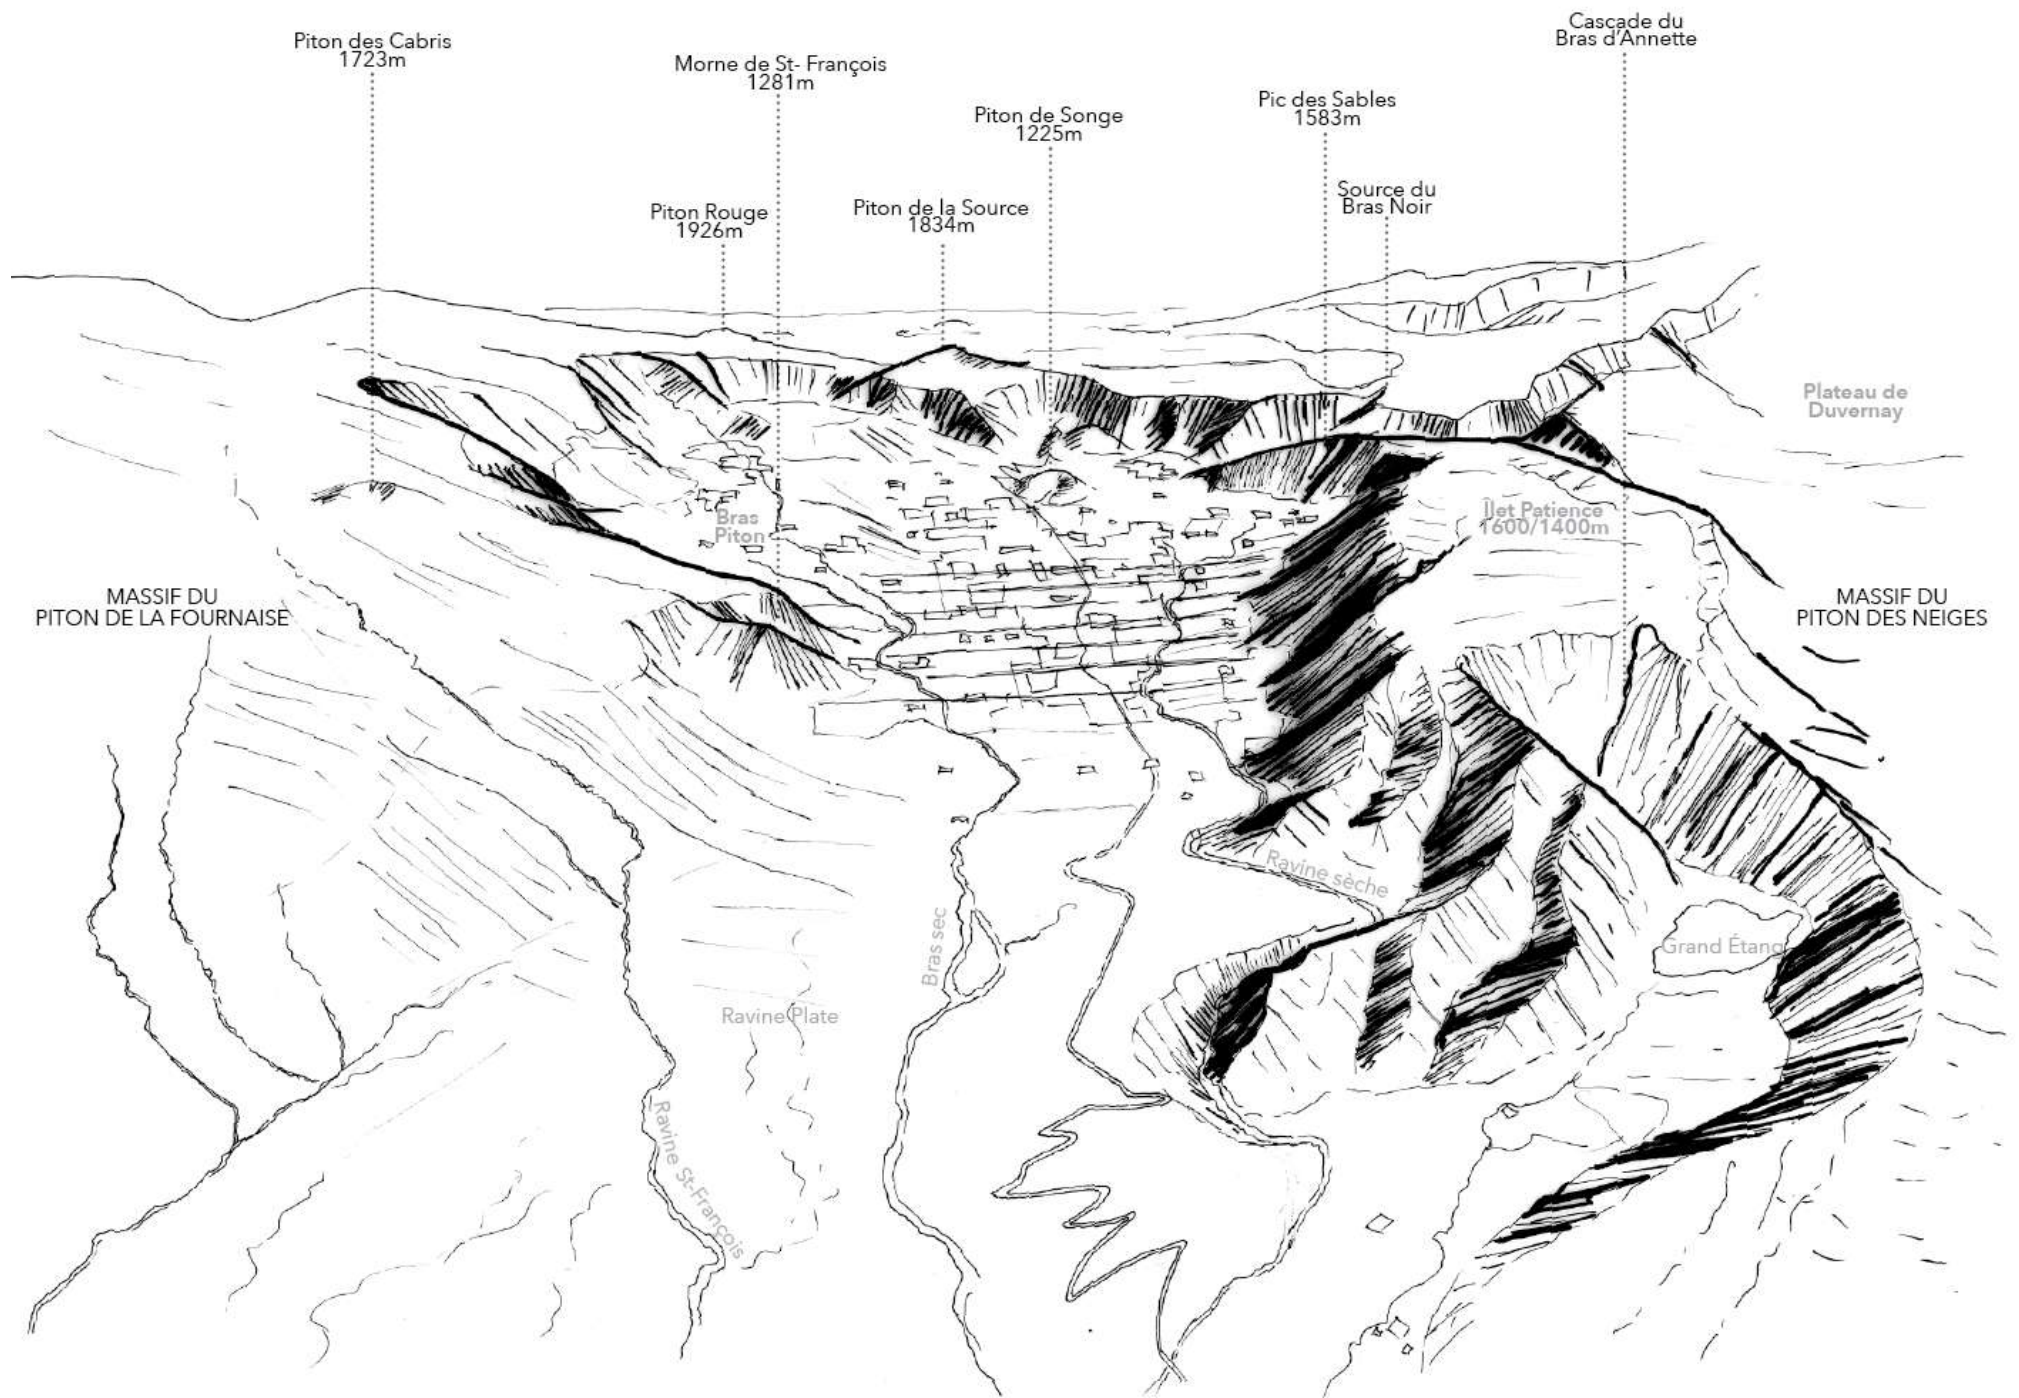 Cascade du
Bras d'Annette
Piton des Cabris
1723m
Morne de St- François
1281m
Pic des Sables
1583m
Piton de Songe
1225m
Source du
Bras Noir
Piton Rouge
1926m
Piton de la Source
1834m
Plateau de
Duvernay
Bras
Piton
Îlet Patience
1600/1400m
MASSIF DU
PITON DE LA FOURNAISE
MASSIF DU
PITON DES NEIGES
Ravine sèche
Bras sec
Grand Étang
Ravine Plate
Ravine St-François